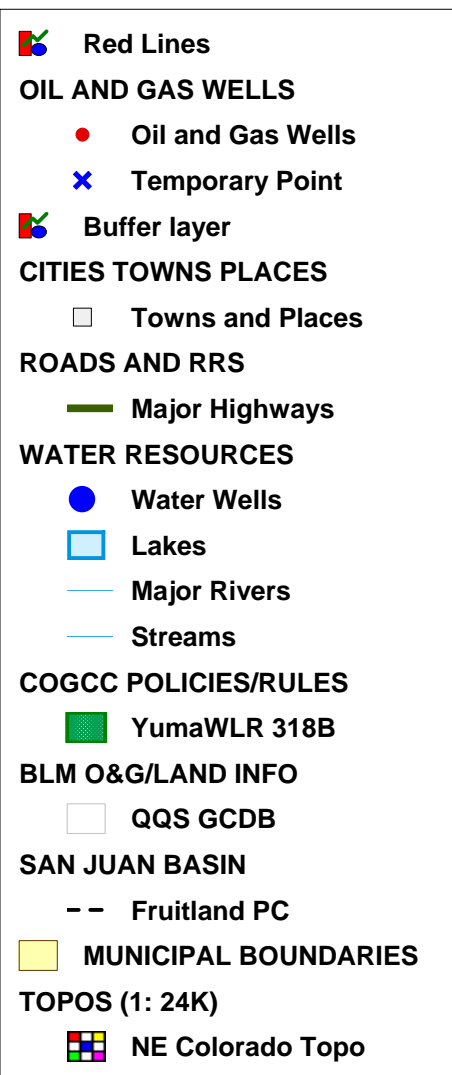 Red Lines
OIL AND GAS WELLS
Oil and Gas Wells
Temporary Point
Buffer layer
CITIES TOWNS PLACES
Towns and Places
ROADS AND RRS
Major Highways
WATER RESOURCES
Water Wells
Lakes
Major Rivers
Streams
COGCC POLICIES/RULES
YumaWLR 318B
BLM O&G/LAND INFO
QQS GCDB
SAN JUAN BASIN
Fruitland PC
MUNICIPAL BOUNDARIES
TOPOS (1: 24K)
NE Colorado Topo